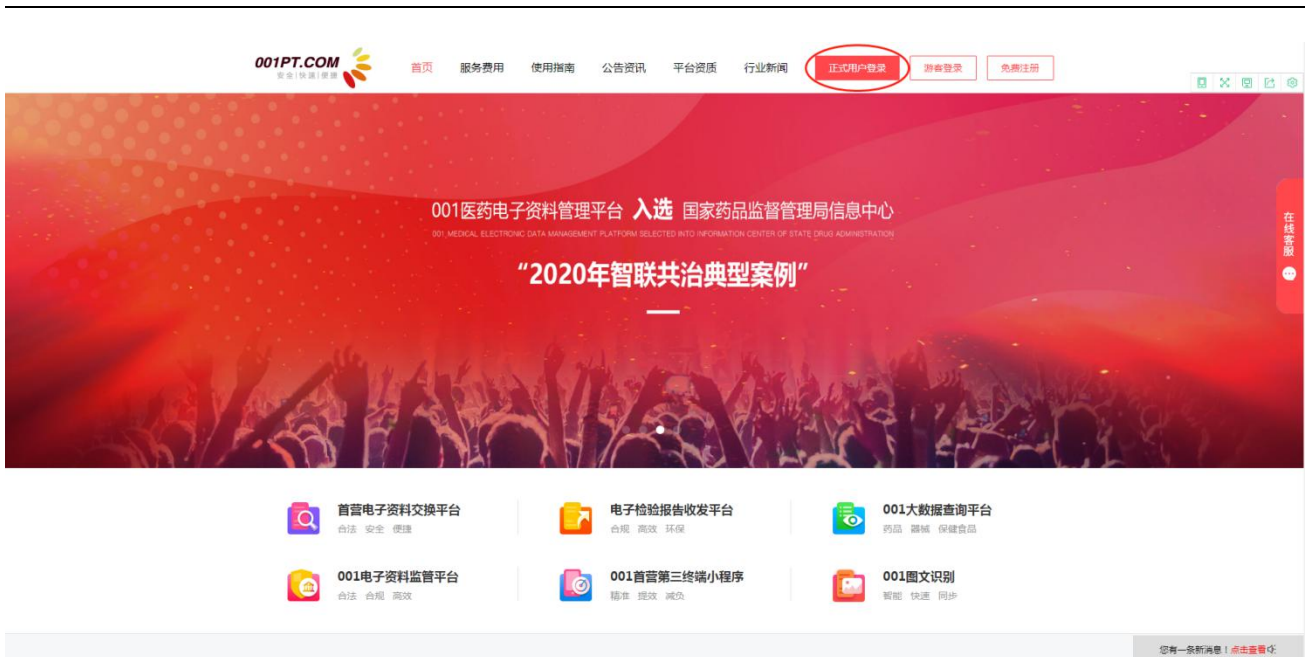 001PT.COM
安全|快速|便捷
首页 服务费用 使用指南 公告资讯 平台资质 行业新闻 正式用户登录 游客登录 免费注册
001医药电子资料管理平台 入选 国家药品监督管理局信息中心
001_MEDICAL ELECTRONIC DATA MANAGEMENT PLATFORM SELECTED INTO INFORMATION CENTER OF STATE DRUG ADMINISTRATION
“2020年智联共治典型案例”
在线客服
首营电子资料交换平台
合法 安全 便捷
电子检验报告收发平台
合规 高效 环保
001大数据查询平台
药品 器械 保健食品
001电子资料监管平台
合法 合规 高效
001首营第三终端小程序
精准 提效 减负
001图文识别
智能 快速 同步
您有一条新消息！点击查看